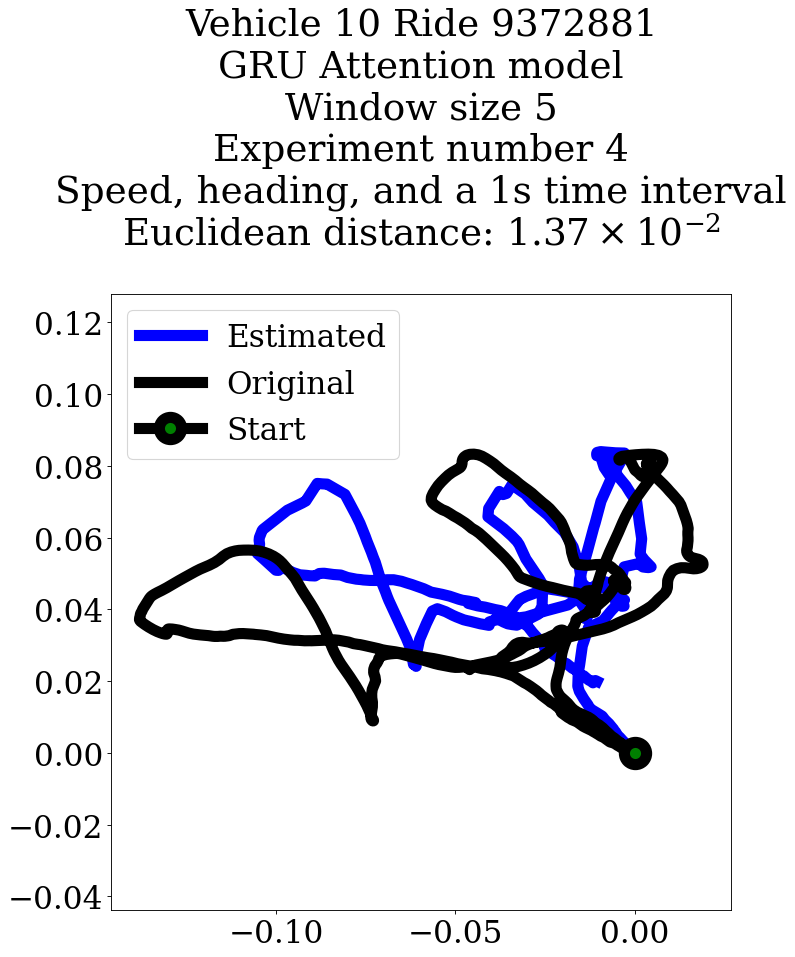 Vehicle 10 Ride 9372881
GRU Attention model
Window size 5
Experiment number 4
Speed, heading, and a 1s time interval
Euclidean distance: 1.37 × 10⁻²
Estimated
Original
Start
0.12
0.10
0.08
0.06
0.04
0.02
0.00
−0.02
−0.04
−0.10
−0.05
0.00